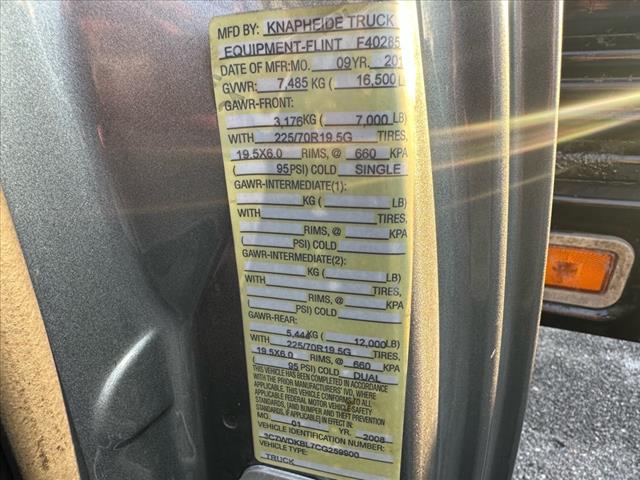 MFD BY: KNAPHEIDE TRUCK
EQUIPMENT-FLINT F40285
DATE OF MFR: MO. 09 YR. 201
GVWR: 7,485 KG ( 16,500 L
GAWR-FRONT:
3,176 KG ( 7,000 LB)
WITH 225/70R19.5G TIRES,
19.5X6.0 RIMS, @ 660 KPA
( 95 PSI) COLD SINGLE
GAWR-INTERMEDIATE(1):
KG ( LB)
WITH TIRES,
RIMS, @ KPA
( PSI) COLD
GAWR-INTERMEDIATE(2):
KG ( LB)
WITH TIRES,
RIMS, @ KPA
( PSI) COLD
GAWR-REAR:
5,444 KG ( 12,000 LB)
WITH 225/70R19.5G TIRES,
19.5X6.0 RIMS, @ 660 KPA
( 95 PSI) COLD DUAL
THIS VEHICLE HAS BEEN COMPLETED IN ACCORDANCE
WITH THE PRIOR MANUFACTURERS' IVD, WHERE
APPLICABLE. THIS VEHICLE CONFORMS TO ALL
APPLICABLE FEDERAL MOTOR VEHICLE SAFETY
STANDARDS, [AND BUMPER AND THEFT PREVENTION
STANDARDS, IF APPLICABLE] IN EFFECT IN
MO. 01 YR. 2008
VEHICLE IDENTIFICATION NUMBER:
3C7WDKBL7CG259900
VEHICLE TYPE:
TRUCK